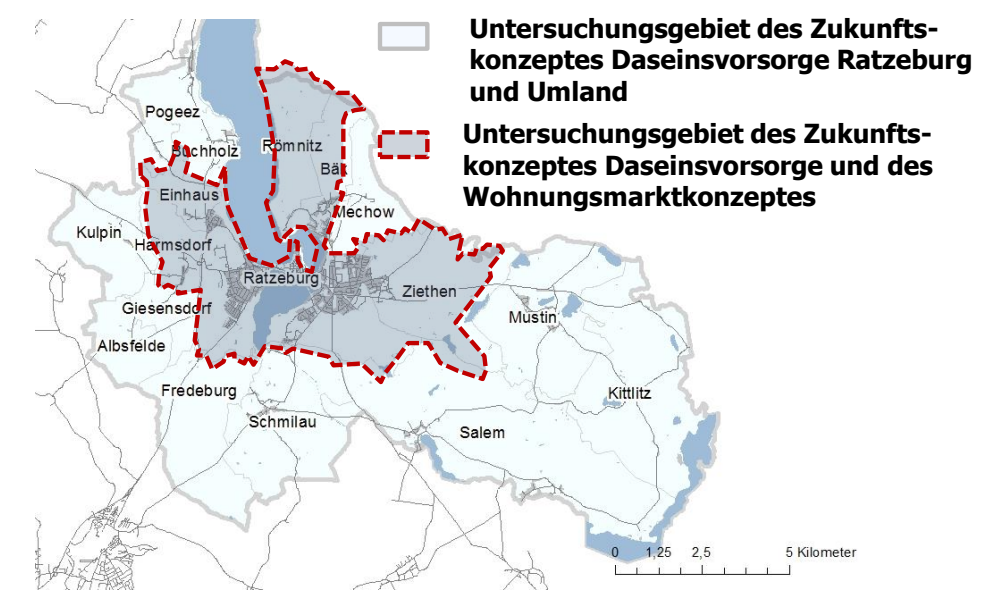 Untersuchungsgebiet des Zukunfts-
konzeptes Daseinsvorsorge Ratzeburg
und Umland
Untersuchungsgebiet des Zukunfts-
konzeptes Daseinsvorsorge und des
Wohnungsmarktkonzeptes
Pogeez
Buchholz
Römnitz
Bäk
Einhaus
Mechow
Kulpin
Harmsdorf
Ratzeburg
Ziethen
Giesensdorf
Mustin
Albsfelde
Fredeburg
Kittlitz
Schmilau
Salem
0 1,25 2,5 5 Kilometer